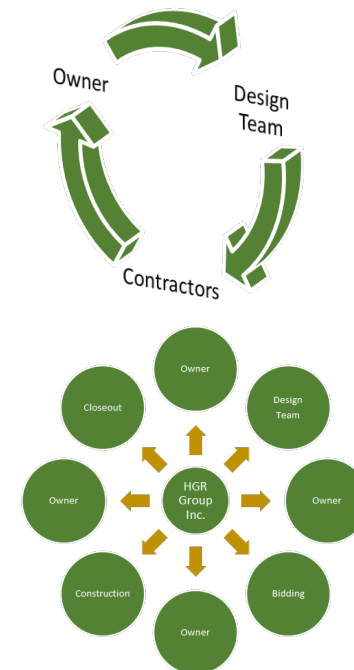 Owner
Design
Team
Contractors
Owner
Closeout
Design
Team
Owner
HGR
Group
Inc.
Owner
Construction
Bidding
Owner